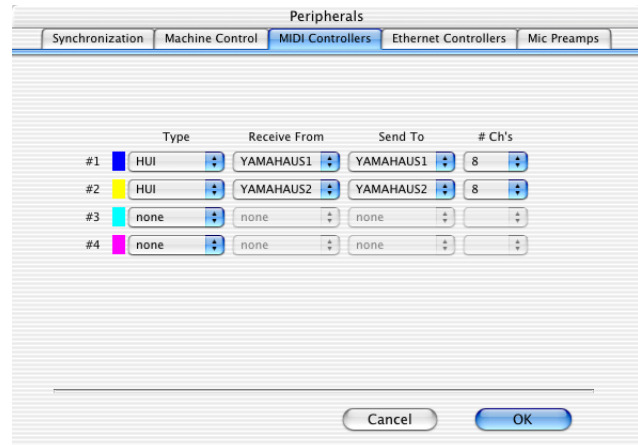 Peripherals
Synchronization Machine Control MIDI Controllers Ethernet Controllers Mic Preamps
Type Receive From Send To # Ch's
#1 HUI YAMAHAUS1 YAMAHAUS1 8
#2 HUI YAMAHAUS2 YAMAHAUS2 8
#3 none none none
#4 none none none
Cancel OK